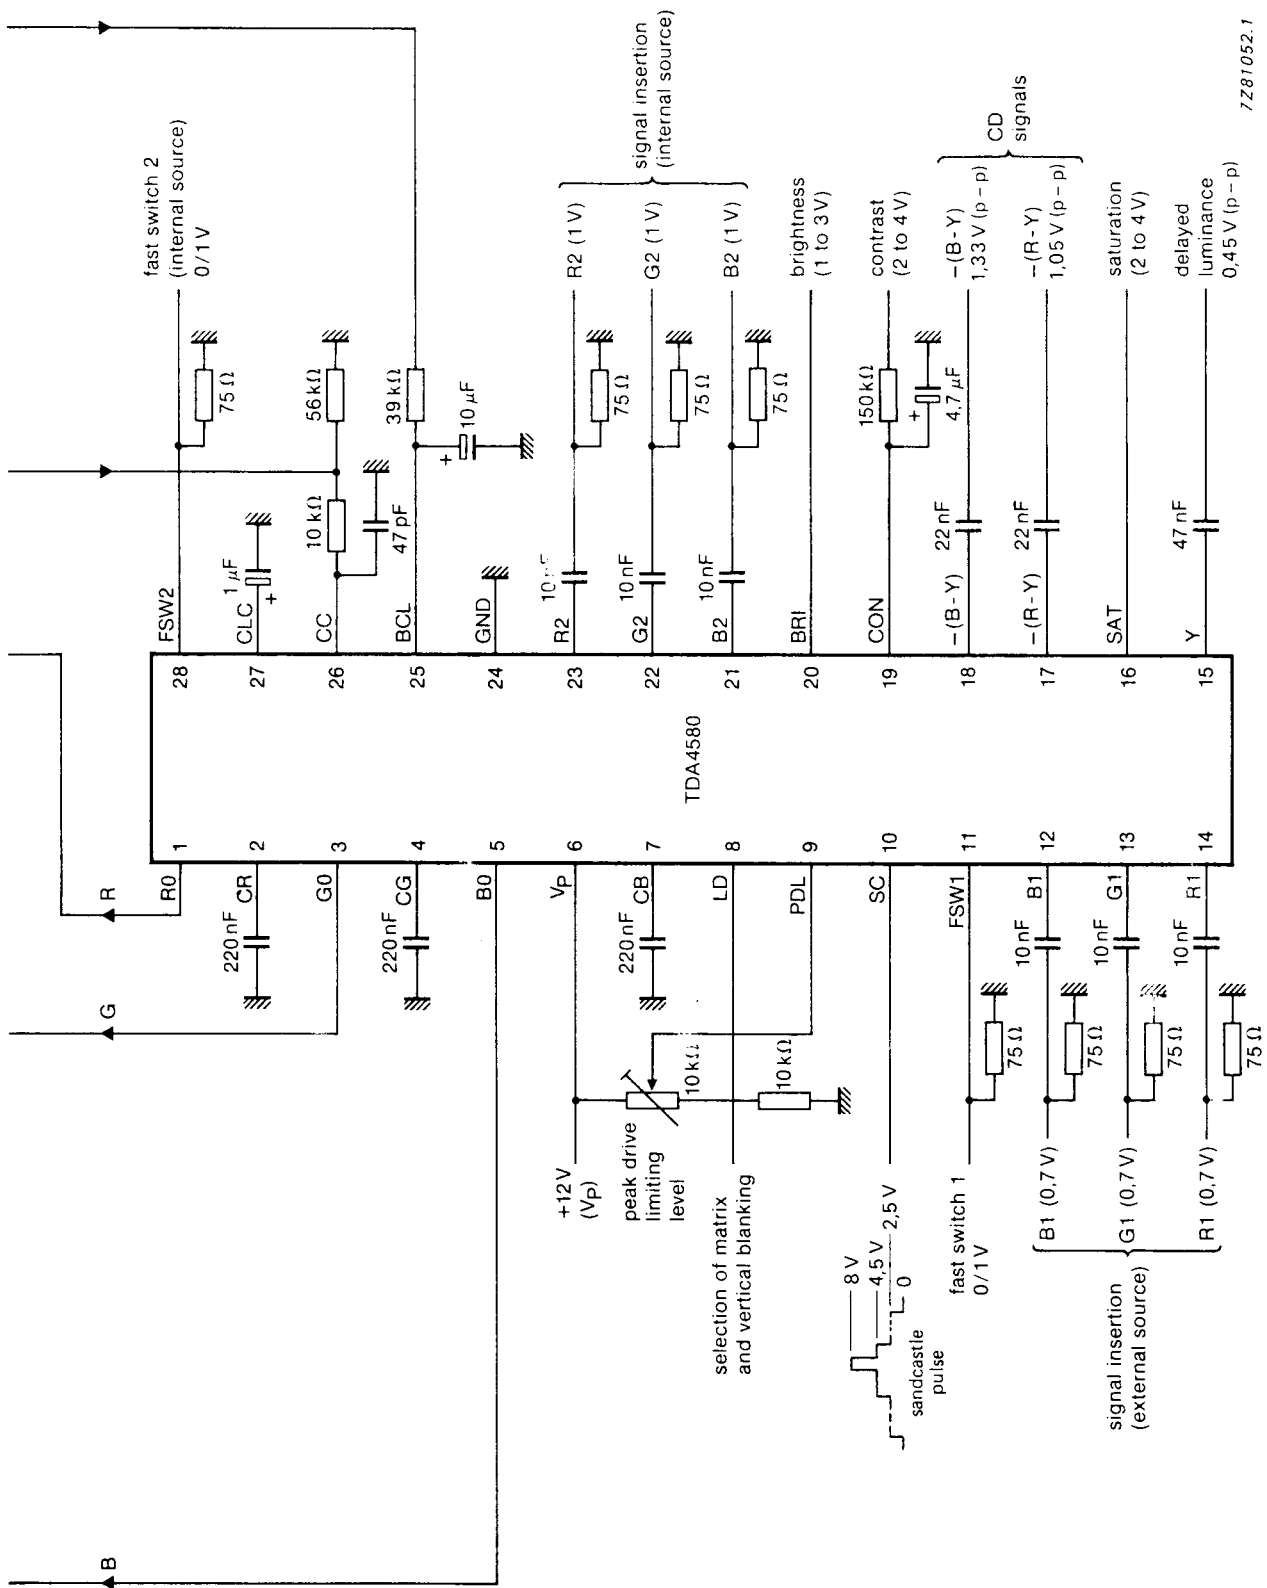 fast switch 2
(internal source)
0/1 V
75 Ω
56 kΩ
10 kΩ
47 pF
1 μF
+
39 kΩ
10 μF
+
signal insertion
(internal source)
R2 (1 V)
G2 (1 V)
B2 (1 V)
75 Ω
75 Ω
75 Ω
10 nF
10 nF
10 nF
brightness
(1 to 3 V)
contrast
(2 to 4 V)
150 kΩ
+
4,7 μF
CD
signals
-(B-Y)
1,33 V (p-p)
-(R-Y)
1,05 V (p-p)
22 nF
22 nF
saturation
(2 to 4 V)
delayed
luminance
0,45 V (p-p)
47 nF
7Z81052.1
FSW2
CLC
CC
BCL
GND
R2
G2
B2
BRI
CON
-(B-Y)
-(R-Y)
SAT
Y
28
27
26
25
24
23
22
21
20
19
18
17
16
15
TDA4580
1
2
3
4
5
6
7
8
9
10
11
12
13
14
R0
CR
G0
CG
B0
VP
CB
LD
PDL
SC
FSW1
B1
G1
R1
R
G
B
220 nF
220 nF
220 nF
10 kΩ
10 kΩ
+12V
(VP)
peak drive
limiting
level
selection of matrix
and vertical blanking
8 V
4,5 V
2,5 V
0
sandcastle
pulse
fast switch 1
0/1 V
75 Ω
10 nF
10 nF
10 nF
75 Ω
75 Ω
75 Ω
B1 (0,7 V)
G1 (0,7 V)
R1 (0,7 V)
signal insertion
(external source)